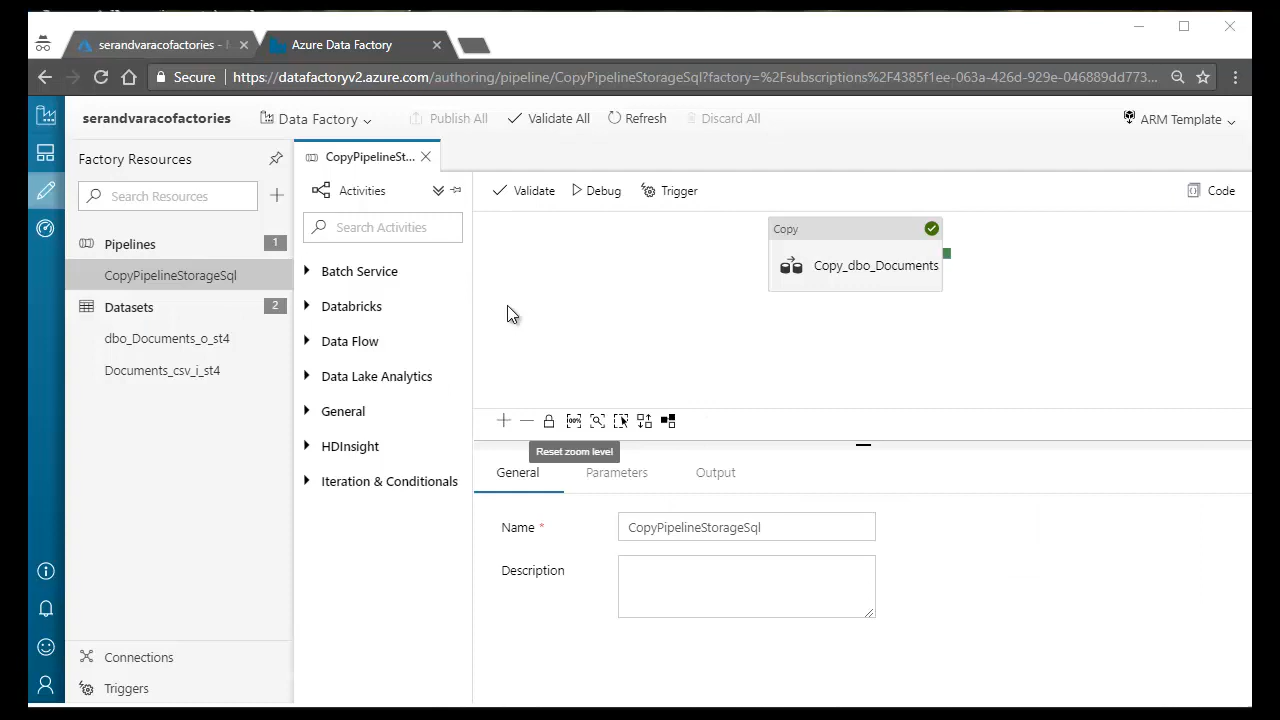 serandvaracofactories -
Azure Data Factory
Secure
https://datafactoryv2.azure.com/authoring/pipeline/CopyPipelineStorageSql?factory=%2Fsubscriptions%2F4385f1ee-063a-426d-929e-046889dd773...
serandvaracofactories
Data Factory
Publish All
Validate All
Refresh
Discard All
ARM Template
Factory Resources
Search Resources
Pipelines
1
CopyPipelineStorageSql
Datasets
2
dbo_Documents_o_st4
Documents_csv_i_st4
Connections
Triggers
CopyPipelineSt...
Activities
Search Activities
Batch Service
Databricks
Data Flow
Data Lake Analytics
General
HDInsight
Iteration & Conditionals
Validate
Debug
Trigger
Code
Copy
Copy_dbo_Documents
100%
Reset zoom level
General
Parameters
Output
Name *
CopyPipelineStorageSql
Description